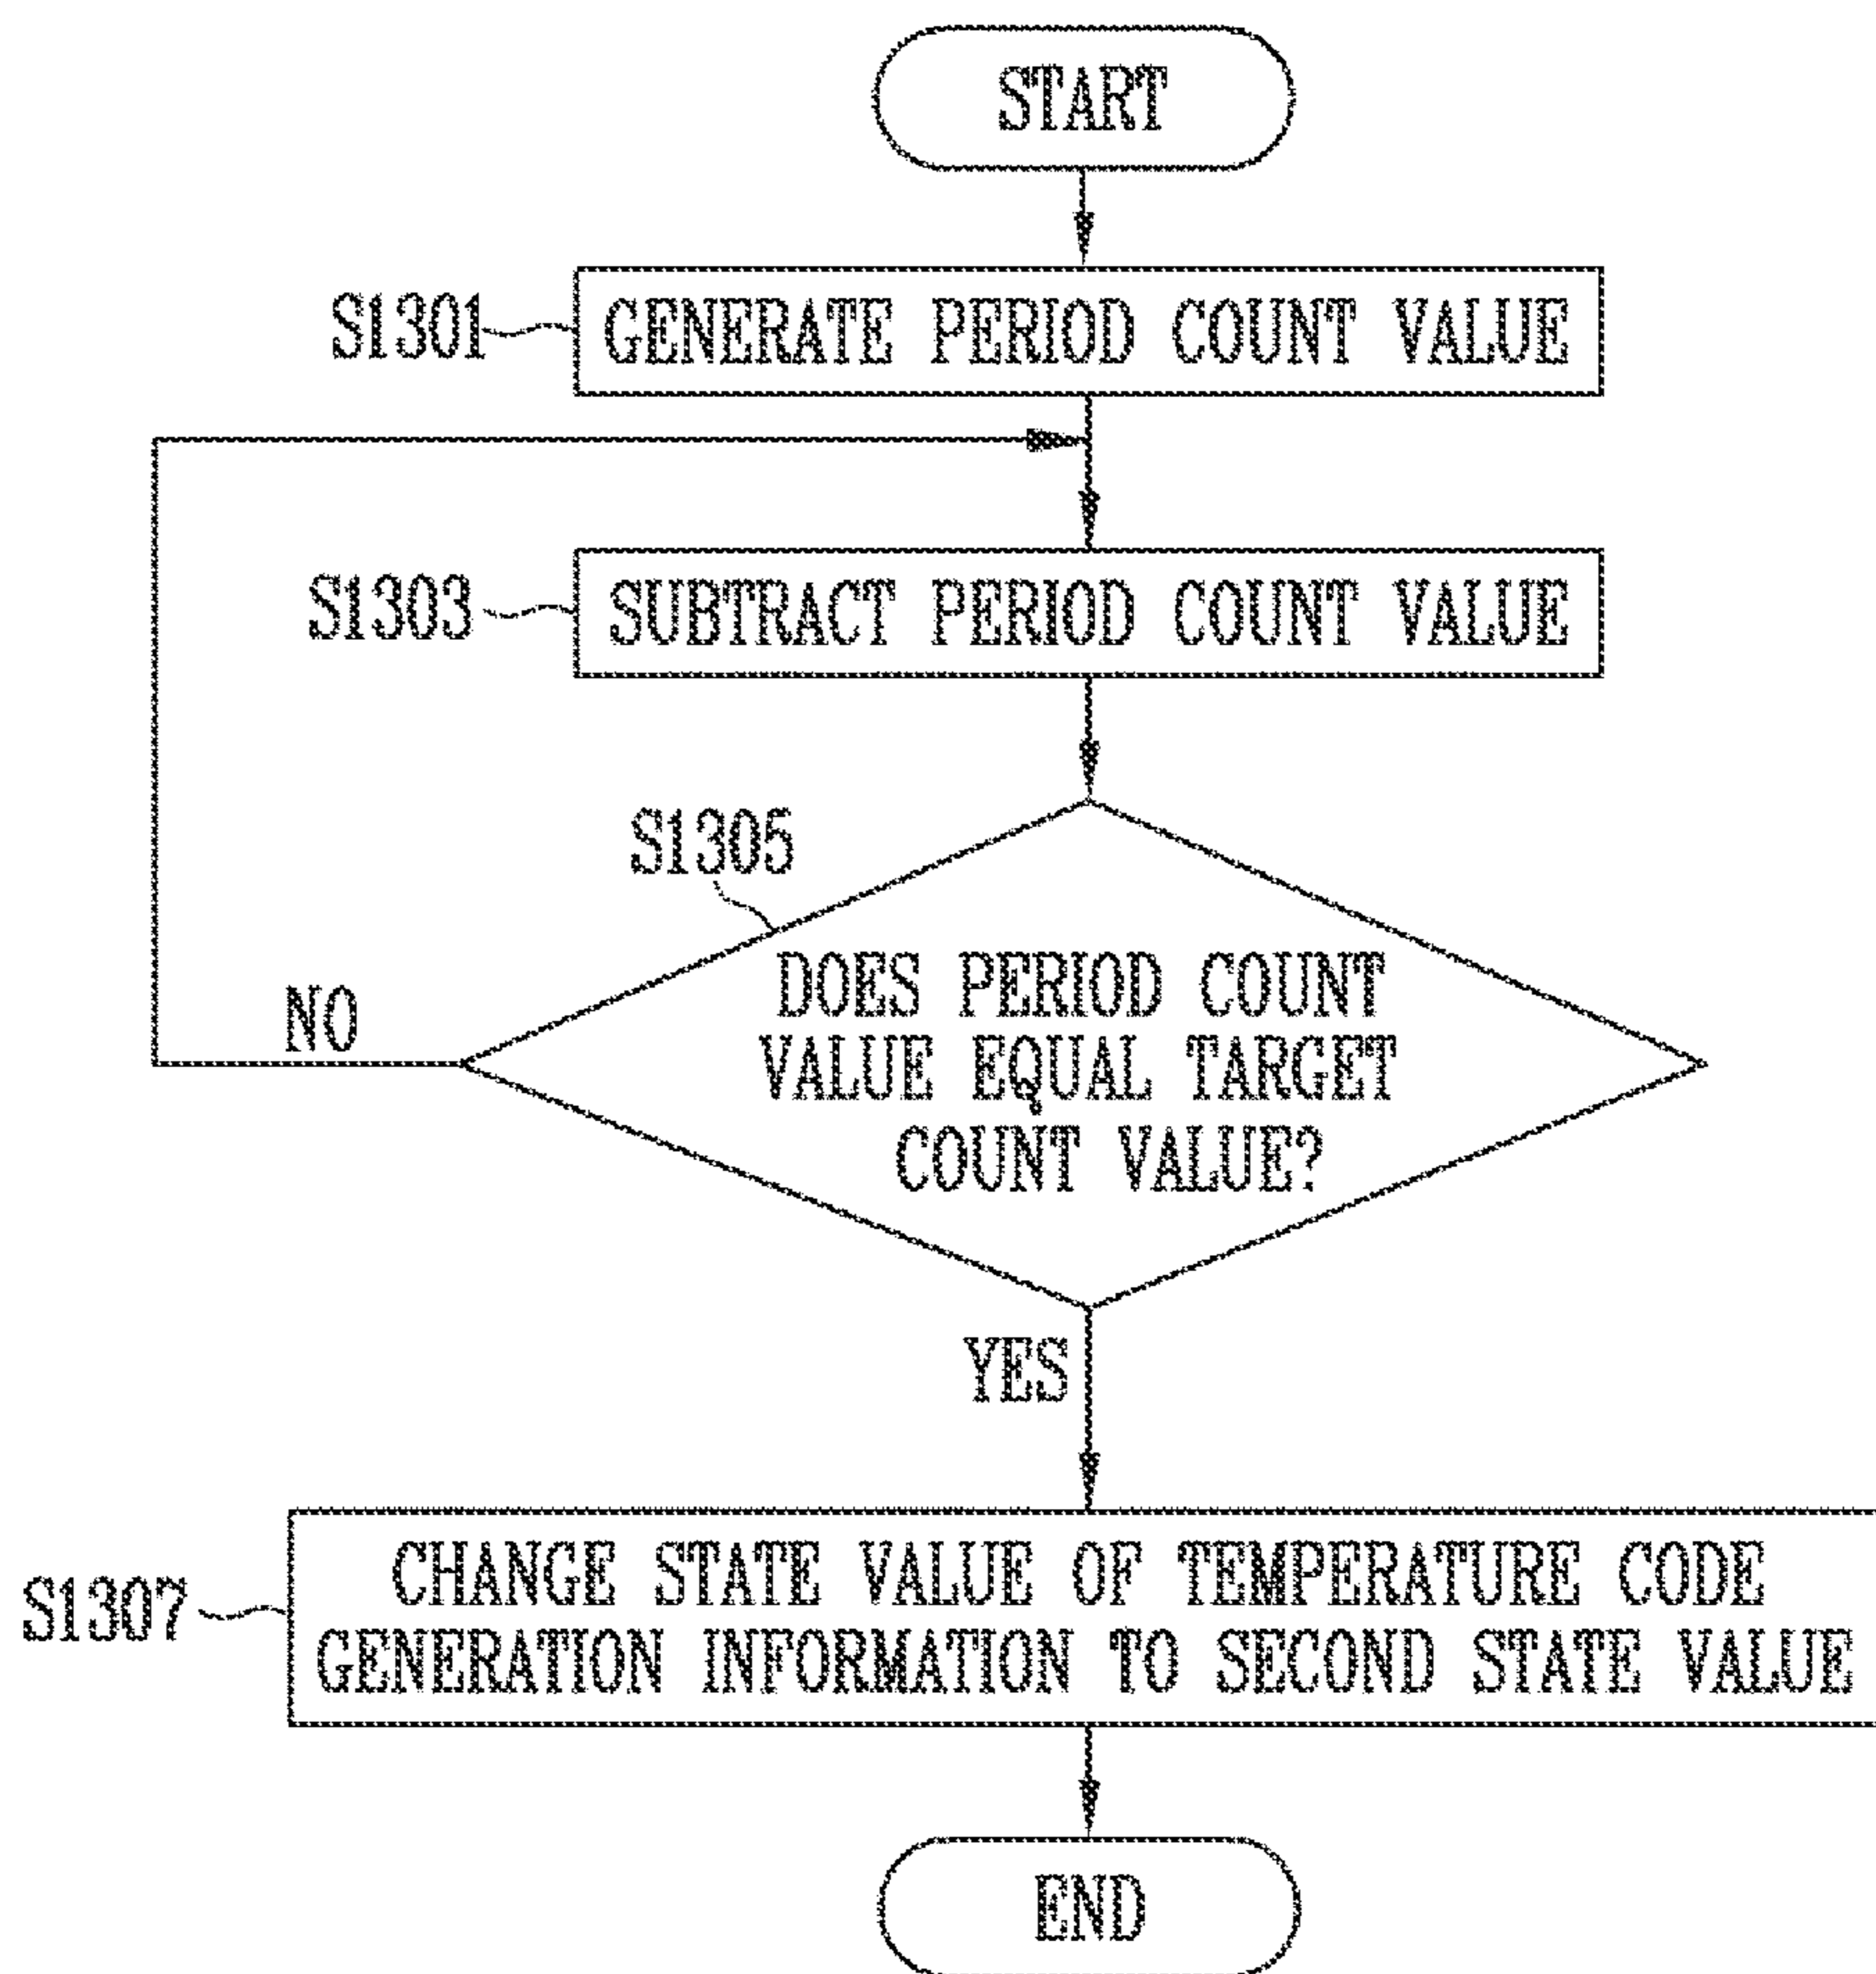 START
S1301
GENERATE PERIOD COUNT VALUE
S1303
SUBTRACT PERIOD COUNT VALUE
S1305
DOES PERIOD COUNT
VALUE EQUAL TARGET
COUNT VALUE?
NO
YES
S1307
CHANGE STATE VALUE OF TEMPERATURE CODE
GENERATION INFORMATION TO SECOND STATE VALUE
END